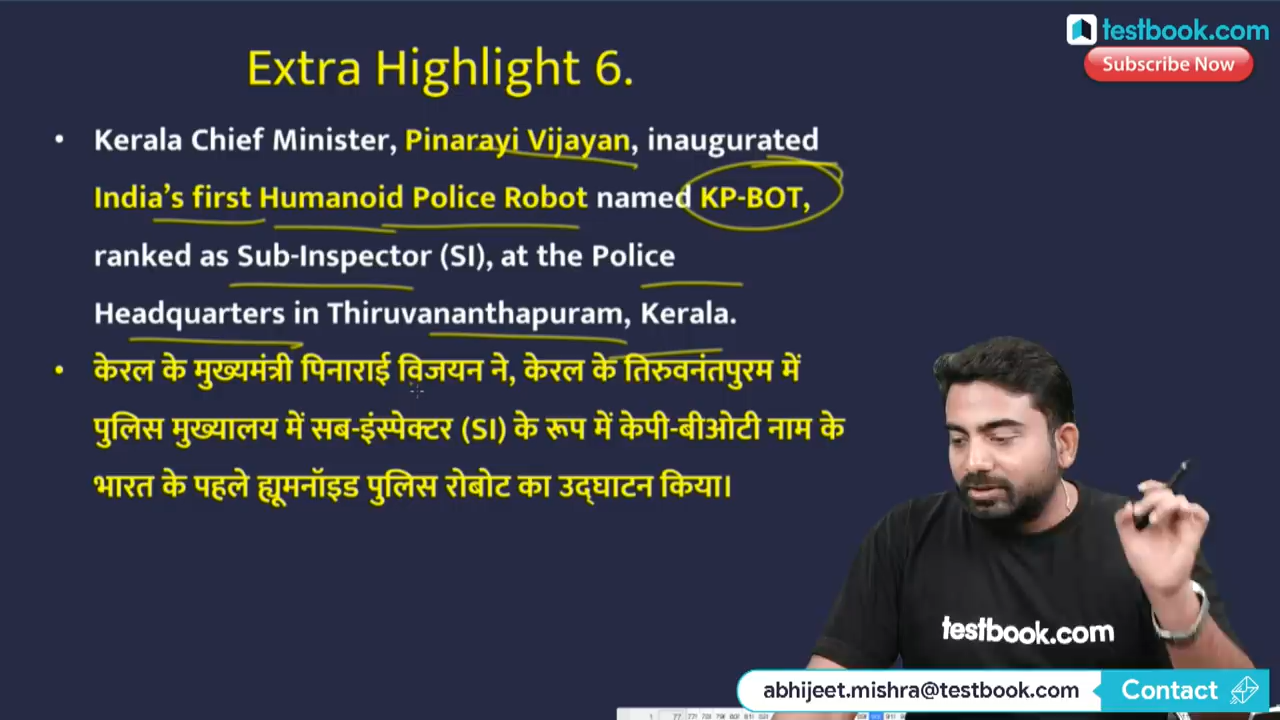 testbook.com
Subscribe Now
Extra Highlight 6.
• Kerala Chief Minister, Pinarayi Vijayan, inaugurated
India’s first Humanoid Police Robot named KP-BOT,
ranked as Sub-Inspector (SI), at the Police
Headquarters in Thiruvananthapuram, Kerala.
• केरल के मुख्यमंत्री पिनाराई विजयन ने, केरल के तिरुवनंतपुरम में
पुलिस मुख्यालय में सब-इंस्पेक्टर (SI) के रूप में केपी-बीओटी नाम के
भारत के पहले ह्यूमनॉइड पुलिस रोबोट का उद्घाटन किया।
testbook.com
abhijeet.mishra@testbook.com Contact